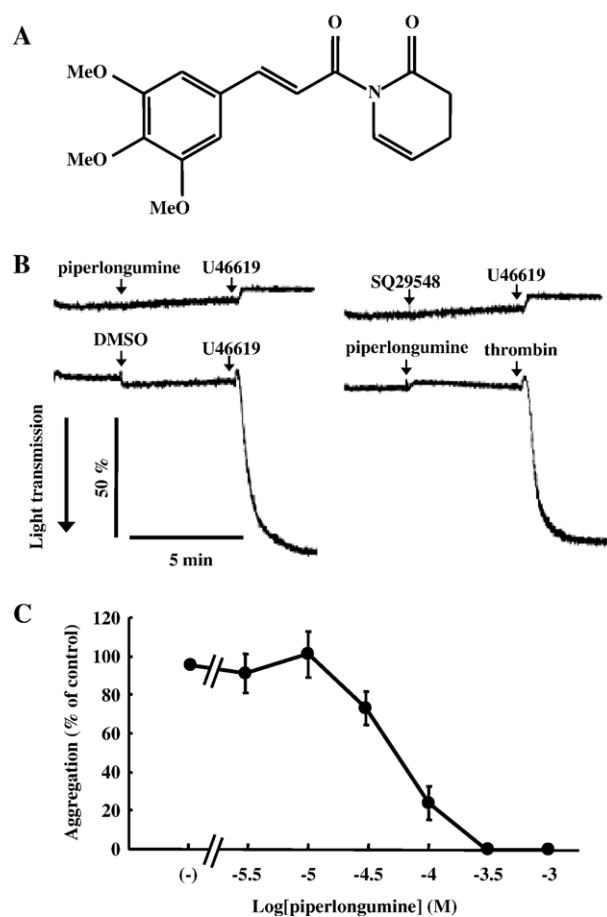 A
O
O
MeO
N
MeO
MeO
B
piperlongumine
U46619
SQ29548
U46619
DMSO
U46619
piperlongumine
thrombin
Light transmission
50 %
5 min
C
Aggregation (% of control)
120
100
80
60
40
20
0
(-)
-5.5
-5
-4.5
-4
-3.5
-3
Log[piperlongumine] (M)